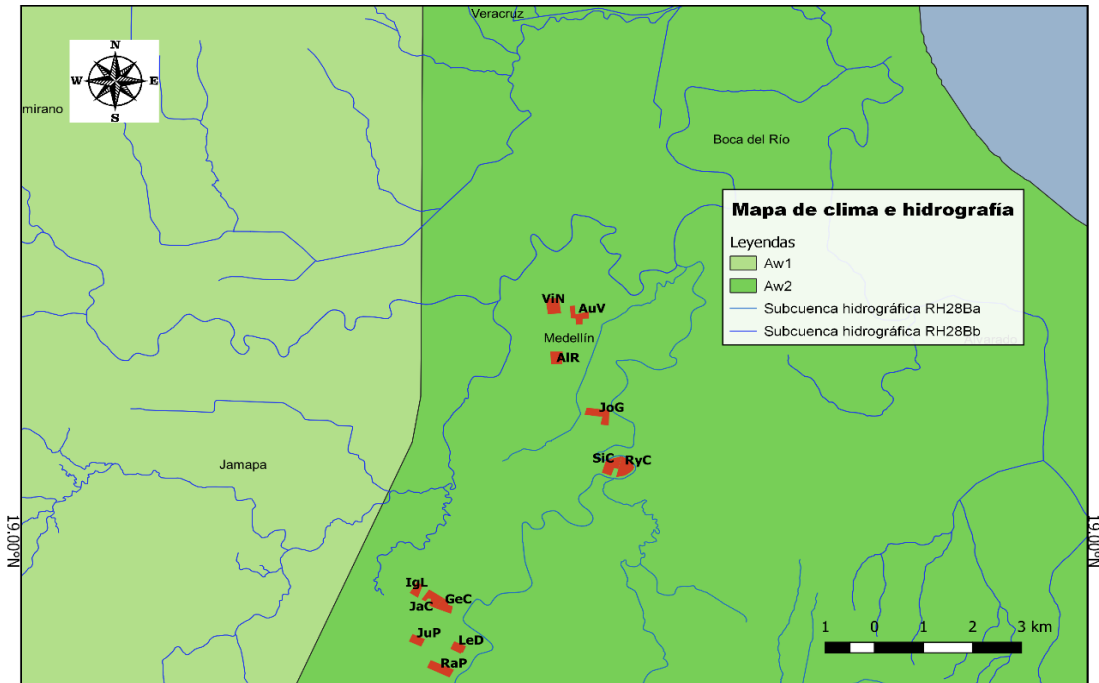 Veracruz
N
W E
S
mirano
Boca del Río
Mapa de clima e hidrografía
Leyendas
Aw1
Aw2
Subcuenca hidrográfica RH28Ba
Subcuenca hidrográfica RH28Bb
Alvarado
ViN
AuV
Medellín
AlR
JoG
SiC RyC
Jamapa
19.00°N
19.00°N
IgL
JaC GeC
JuP
LeD
RaP
1 0 1 2 3 km